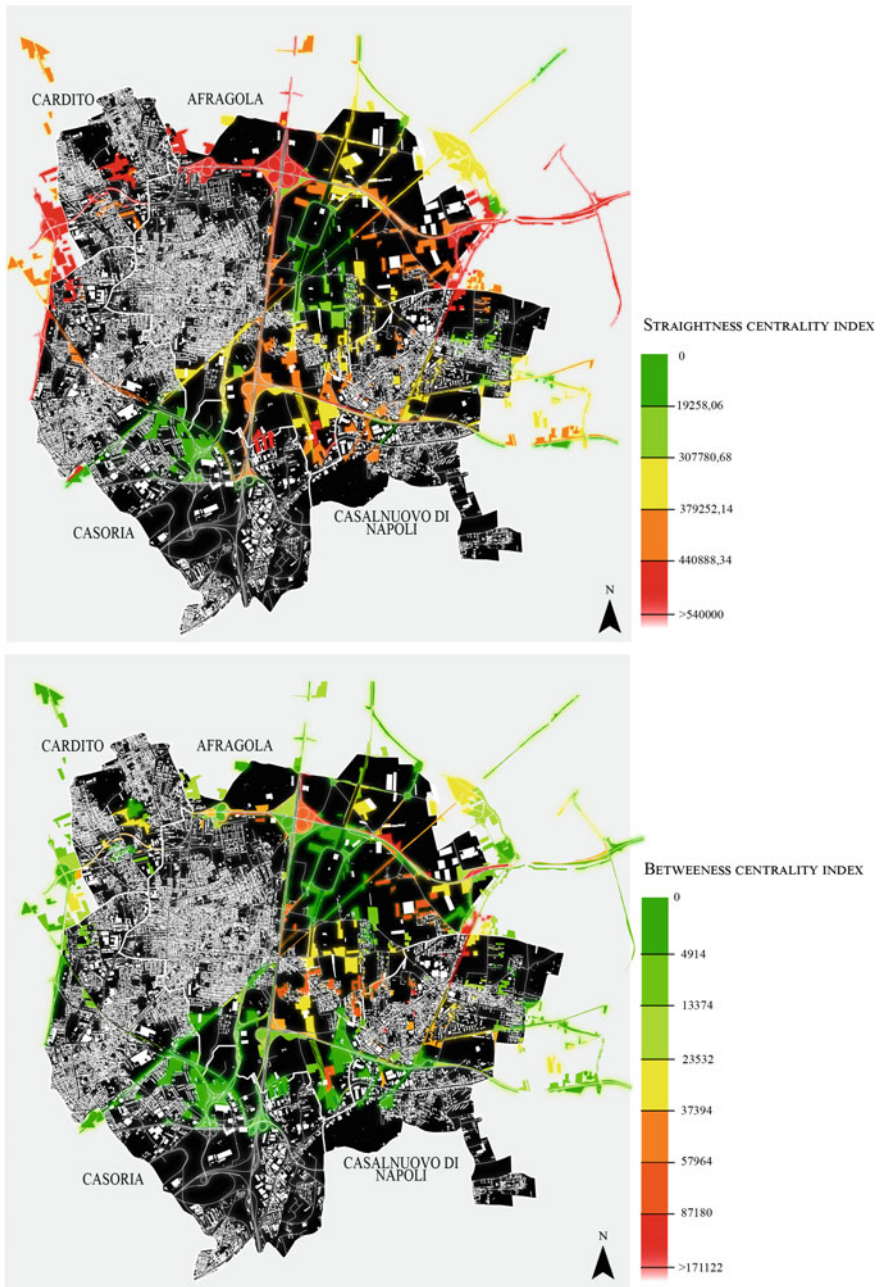 CARDITO
AFRAGOLA
CASORIA
CASALNUOVO DI
NAPOLI
N
STRAIGHTNESS CENTRALITY INDEX
0
19258,06
307780,68
379252,14
440888,34
>540000
CARDITO
AFRAGOLA
CASORIA
CASALNUOVO DI
NAPOLI
N
BETWEENESS CENTRALITY INDEX
0
4914
13374
23532
37394
57964
87180
>171122